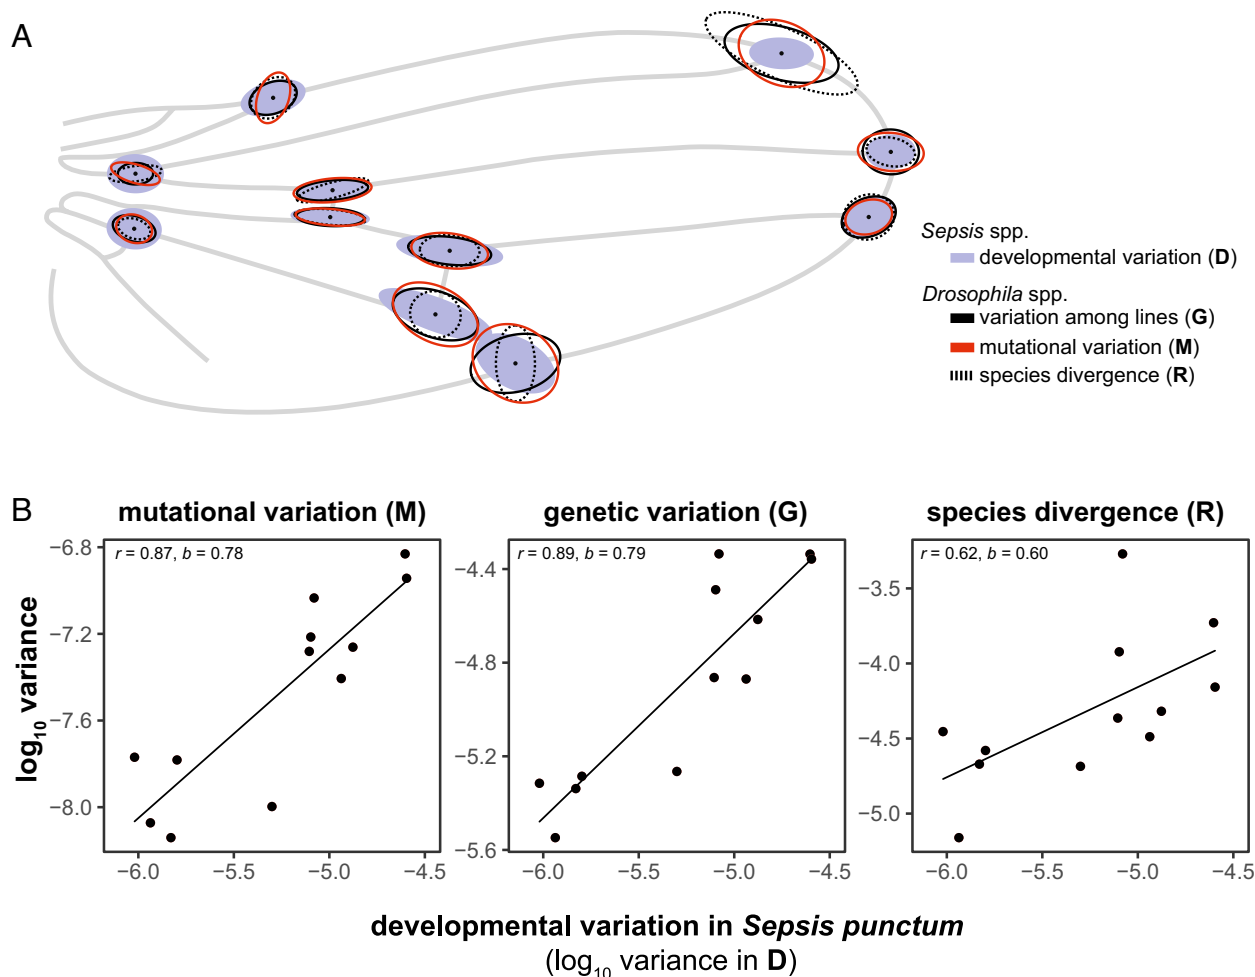 A
Sepsis spp.
developmental variation (D)
Drosophila spp.
variation among lines (G)
mutational variation (M)
species divergence (R)
B
mutational variation (M)
genetic variation (G)
species divergence (R)
r = 0.87, b = 0.78
r = 0.89, b = 0.79
r = 0.62, b = 0.60
log10 variance
−6.8
−7.2
−7.6
−8.0
−4.4
−4.8
−5.2
−5.6
−3.5
−4.0
−4.5
−5.0
−6.0 −5.5 −5.0 −4.5
−6.0 −5.5 −5.0 −4.5
−6.0 −5.5 −5.0 −4.5
developmental variation in Sepsis punctum
(log10 variance in D)